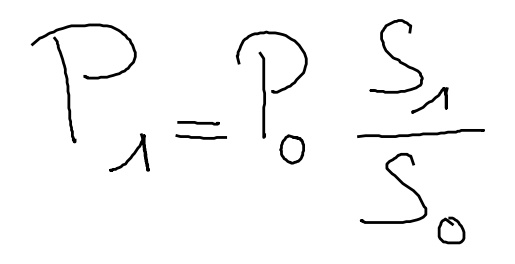 P₁ = P₀ S₁/S₀